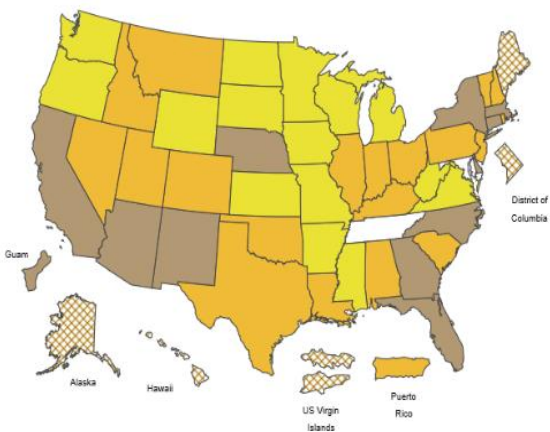 District of
Columbia
Guam
Alaska
Hawaii
US Virgin
Islands
Puerto
Rico